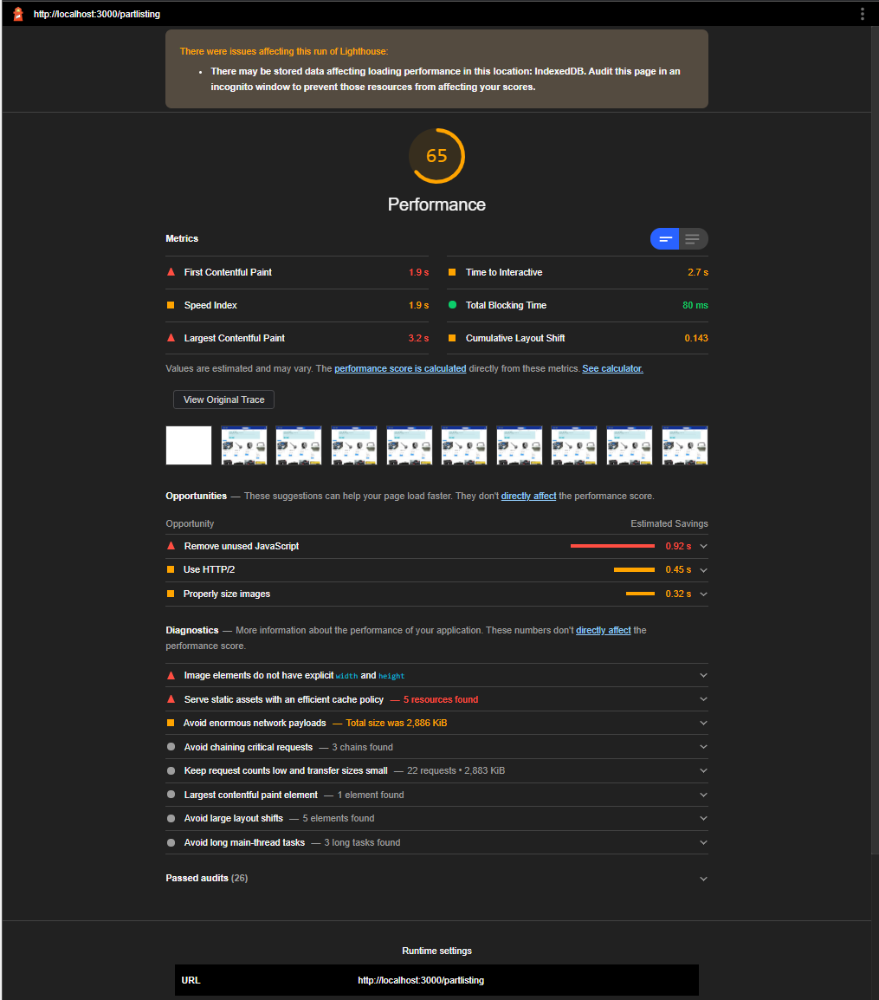 http://localhost:3000/partlisting
There were issues affecting this run of Lighthouse:
• There may be stored data affecting loading performance in this location: IndexedDB. Audit this page in an
incognito window to prevent those resources from affecting your scores.
65
Performance
Metrics
First Contentful Paint 1.9 s
Time to Interactive 2.7 s
Speed Index 1.9 s
Total Blocking Time 80 ms
Largest Contentful Paint 3.2 s
Cumulative Layout Shift 0.143
Values are estimated and may vary. The performance score is calculated directly from these metrics. See calculator.
View Original Trace
Opportunities — These suggestions can help your page load faster. They don't directly affect the performance score.
Opportunity Estimated Savings
Remove unused JavaScript 0.92 s
Use HTTP/2 0.45 s
Properly size images 0.32 s
Diagnostics — More information about the performance of your application. These numbers don't directly affect the
performance score.
Image elements do not have explicit width and height
Serve static assets with an efficient cache policy — 5 resources found
Avoid enormous network payloads — Total size was 2,886 KiB
Avoid chaining critical requests — 3 chains found
Keep request counts low and transfer sizes small — 22 requests • 2,883 KiB
Largest contentful paint element — 1 element found
Avoid large layout shifts — 5 elements found
Avoid long main-thread tasks — 3 long tasks found
Passed audits (26)
Runtime settings
URL http://localhost:3000/partlisting